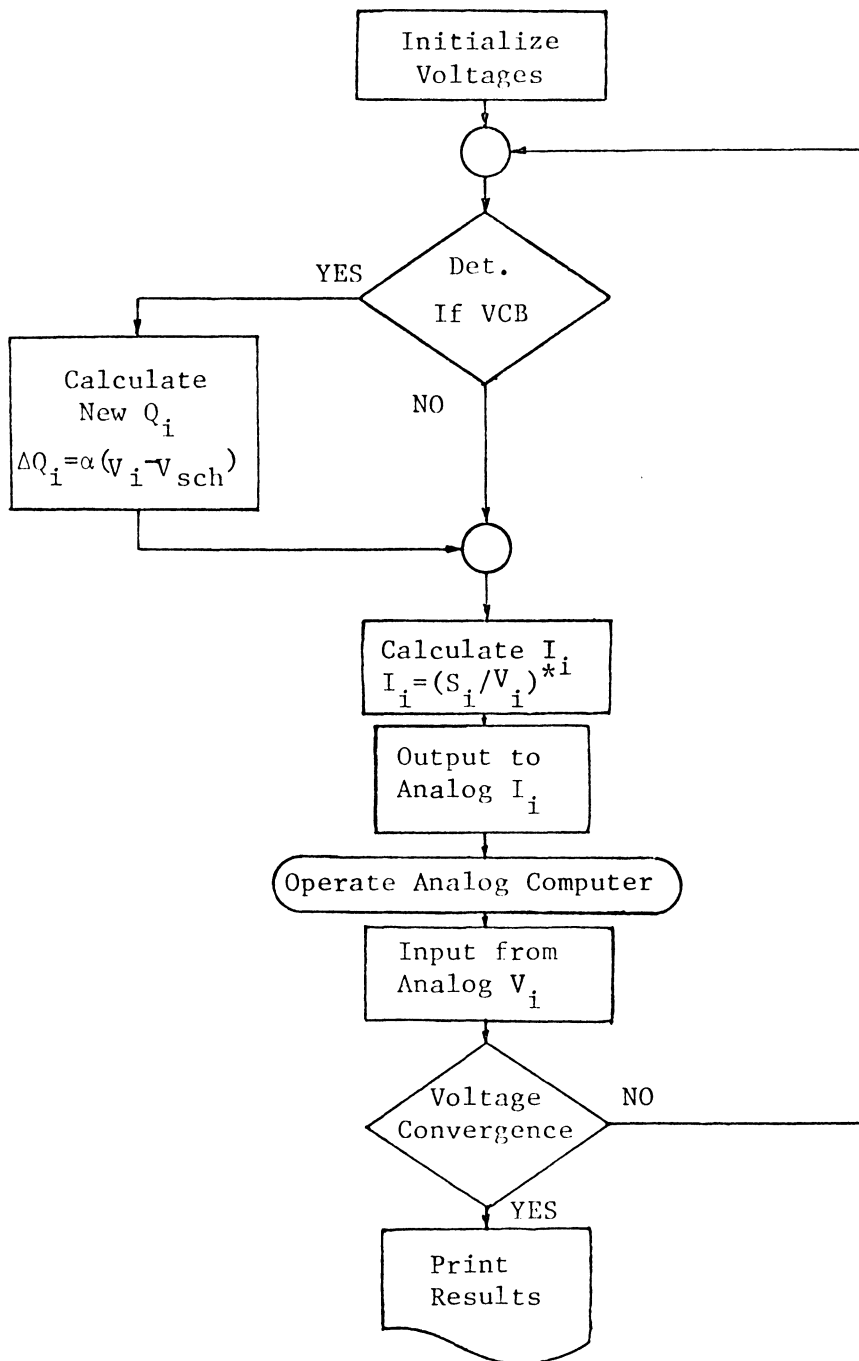 Initialize
Voltages
Det.
If VCB
YES
NO
Calculate
New Q_i
ΔQ_i=α(V_i-V_sch)
Calculate I_i
I_i=(S_i/V_i)*
Output to
Analog I_i
Operate Analog Computer
Input from
Analog V_i
Voltage
Convergence
NO
YES
Print
Results